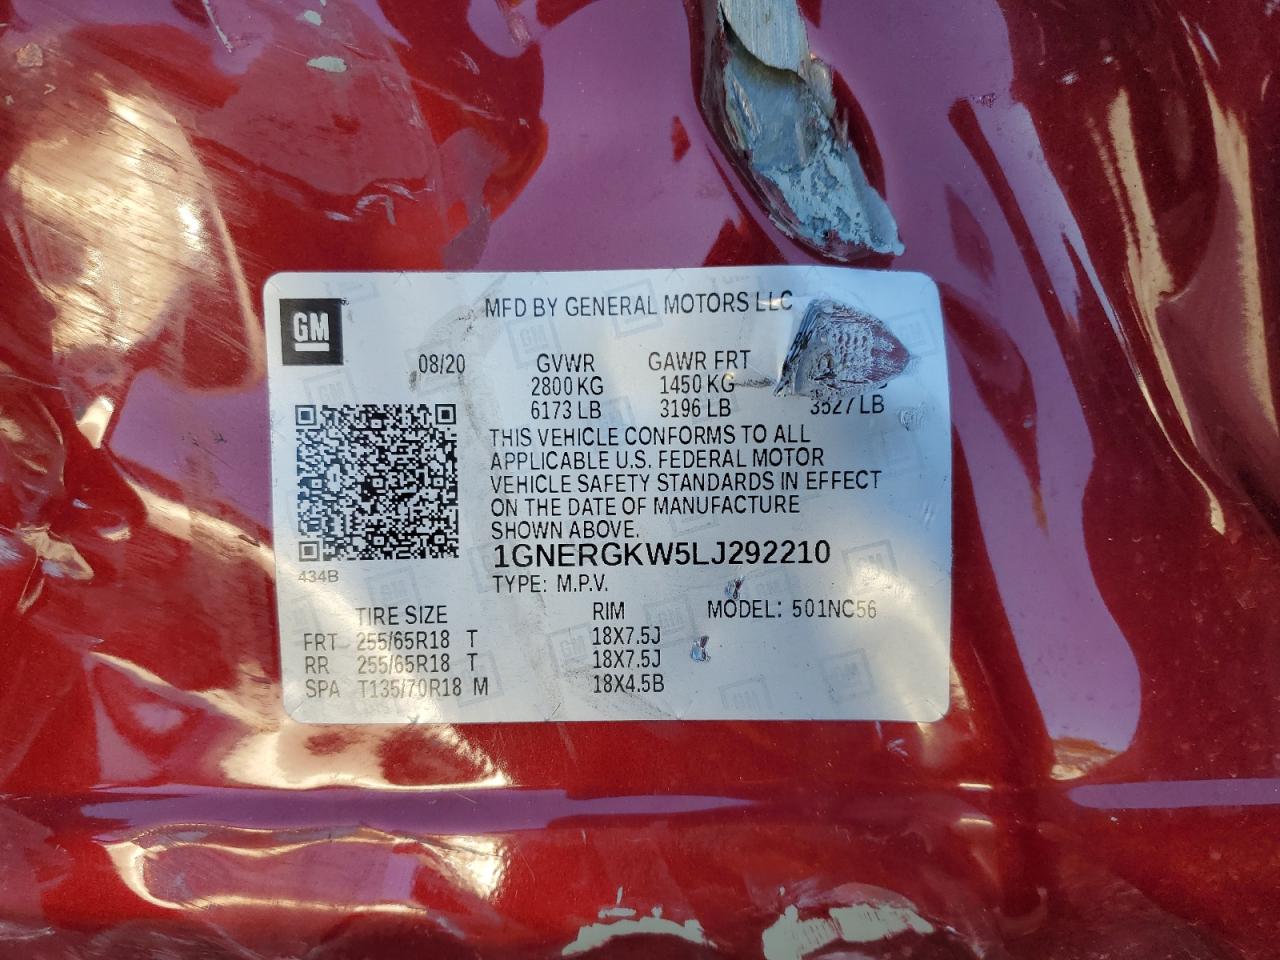 GM
MFD BY GENERAL MOTORS LLC
08/20 GVWR GAWR FRT
2800 KG 1450 KG
6173 LB 3196 LB 3527 LB
THIS VEHICLE CONFORMS TO ALL
APPLICABLE U.S. FEDERAL MOTOR
VEHICLE SAFETY STANDARDS IN EFFECT
ON THE DATE OF MANUFACTURE
SHOWN ABOVE.
1GNERGKW5LJ292210
434B
TYPE: M.P.V.
TIRE SIZE RIM MODEL: 501NC56
FRT 255/65R18 T 18X7.5J
RR 255/65R18 T 18X7.5J
SPA T135/70R18 M 18X4.5B